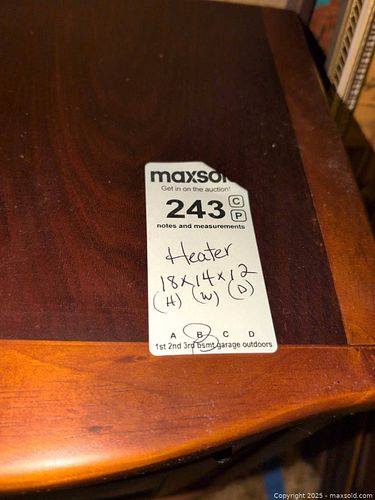 maxsol
Get in on the auction!
243 C
P
notes and measurements
Heater
18x14x12
(H) (W) (D)
A B C D
1st 2nd 3rd bsmt garage outdoors
Copyright 2025 - maxsold.com